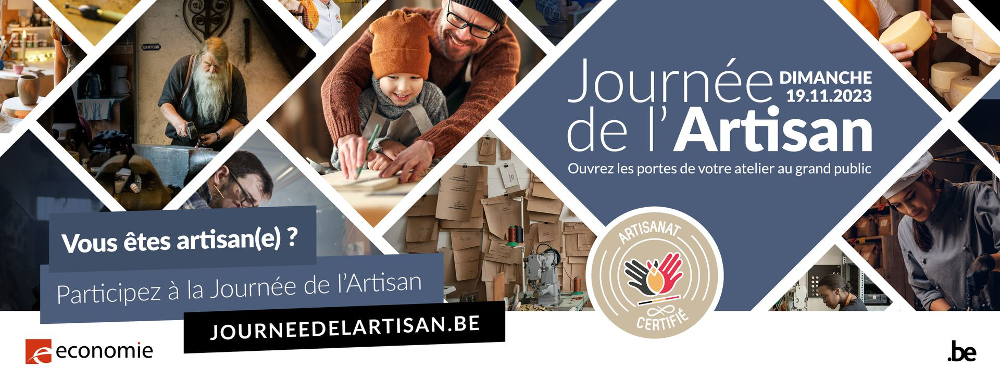 KANTOOR
Journée
DIMANCHE
19.11.2023
de l'Artisan
Ouvrez les portes de votre atelier au grand public
ARTISANAT
CERTIFIÉ
Vous êtes artisan(e) ?
Participez à la Journée de l'Artisan
JOURNEEDELARTISAN.BE
economie
.be